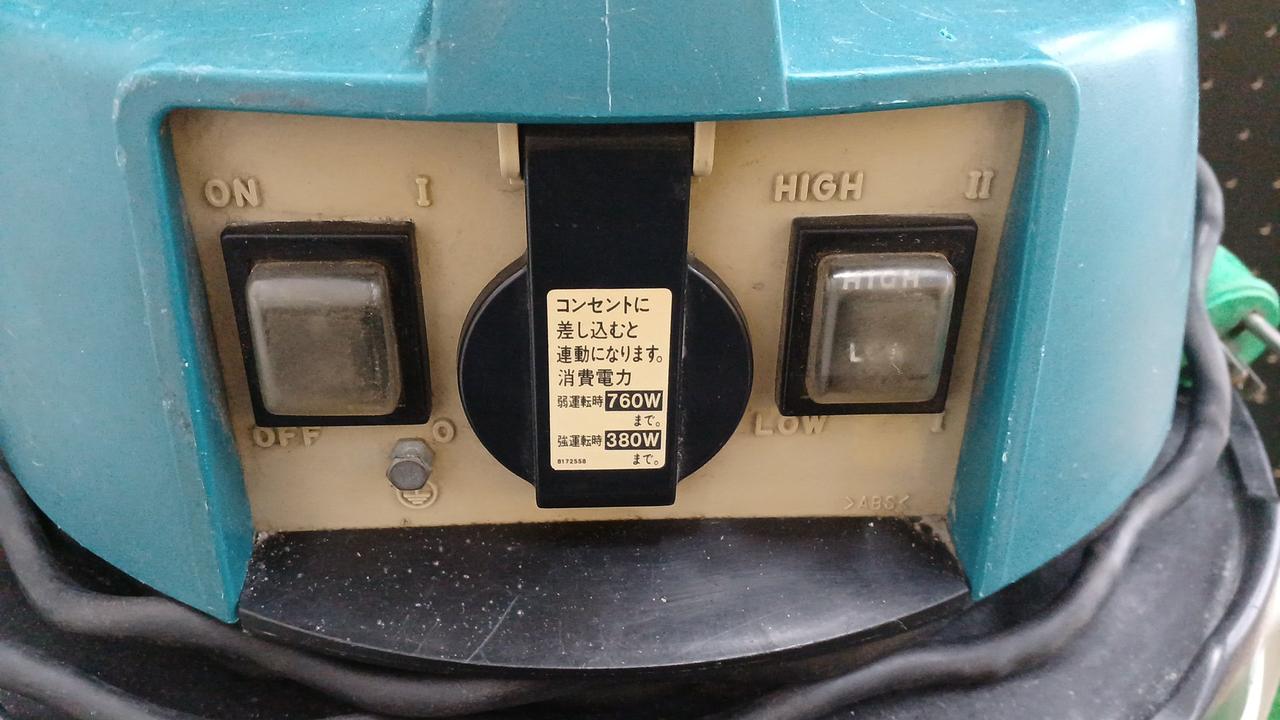 ON I
HIGH II
HIGH
コンセントに
差し込むと
連動になります。
消費電力
弱運転時 760W
まで。
強運転時 380W
まで。
8172558
OFF O
LOW I
>ABS<